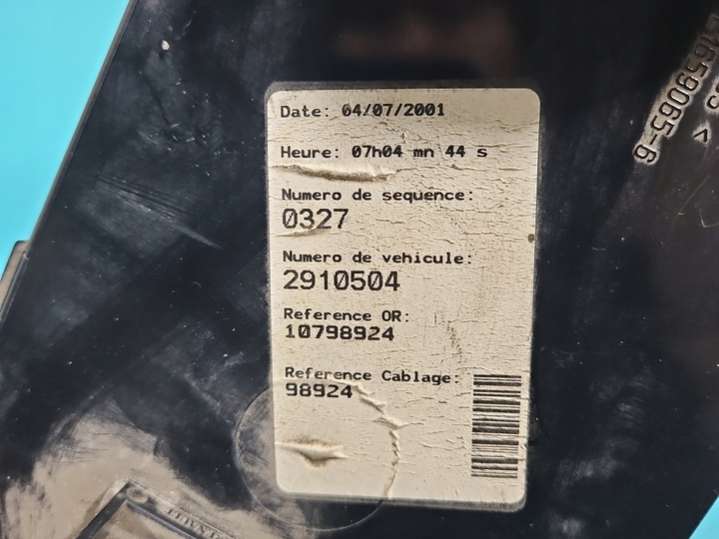 Date: 04/07/2001
Heure: 07h04 mn 44 s
Numero de sequence:
0327
Numero de vehicule:
2910504
Reference OR:
10798924
Reference Cablage:
98924